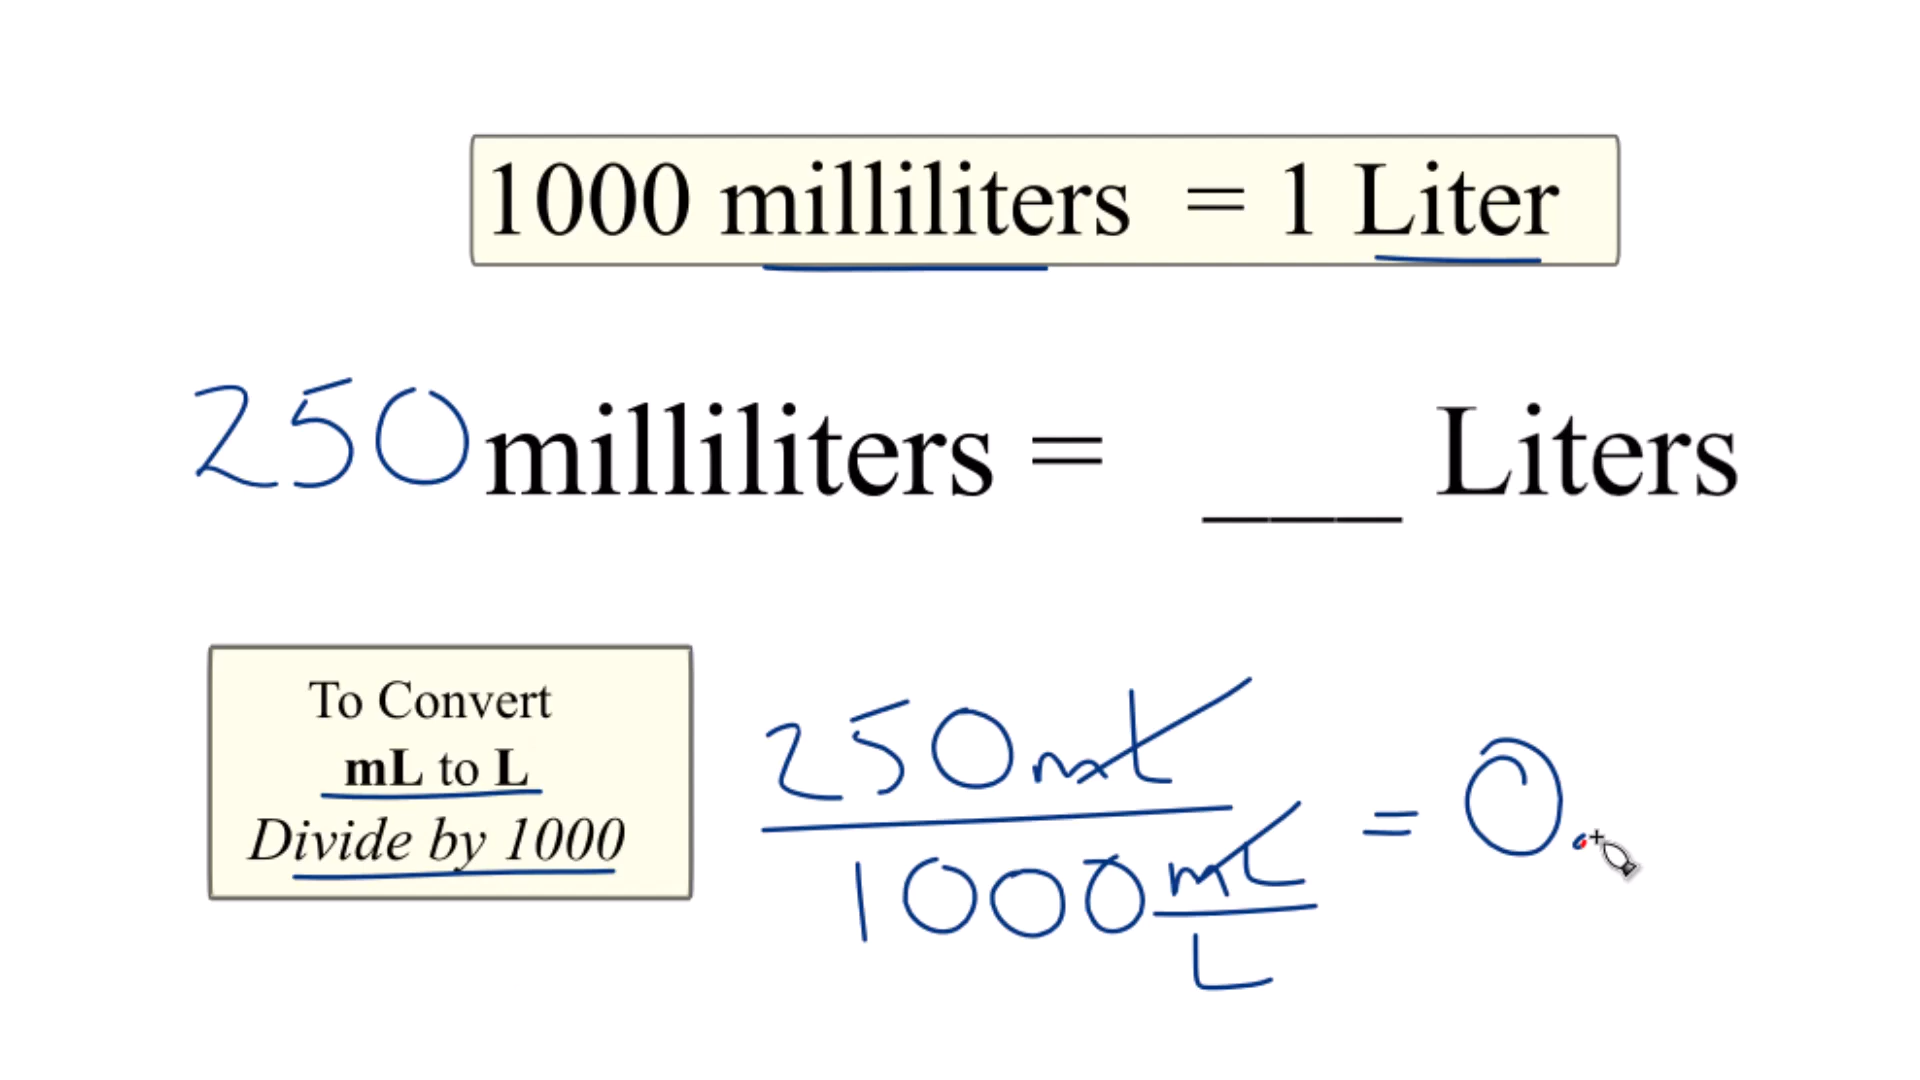 1000 milliliters = 1 Liter
250 milliliters = ___ Liters
To Convert
mL to L
Divide by 1000
250 mL
1000 mL
L
= 0.